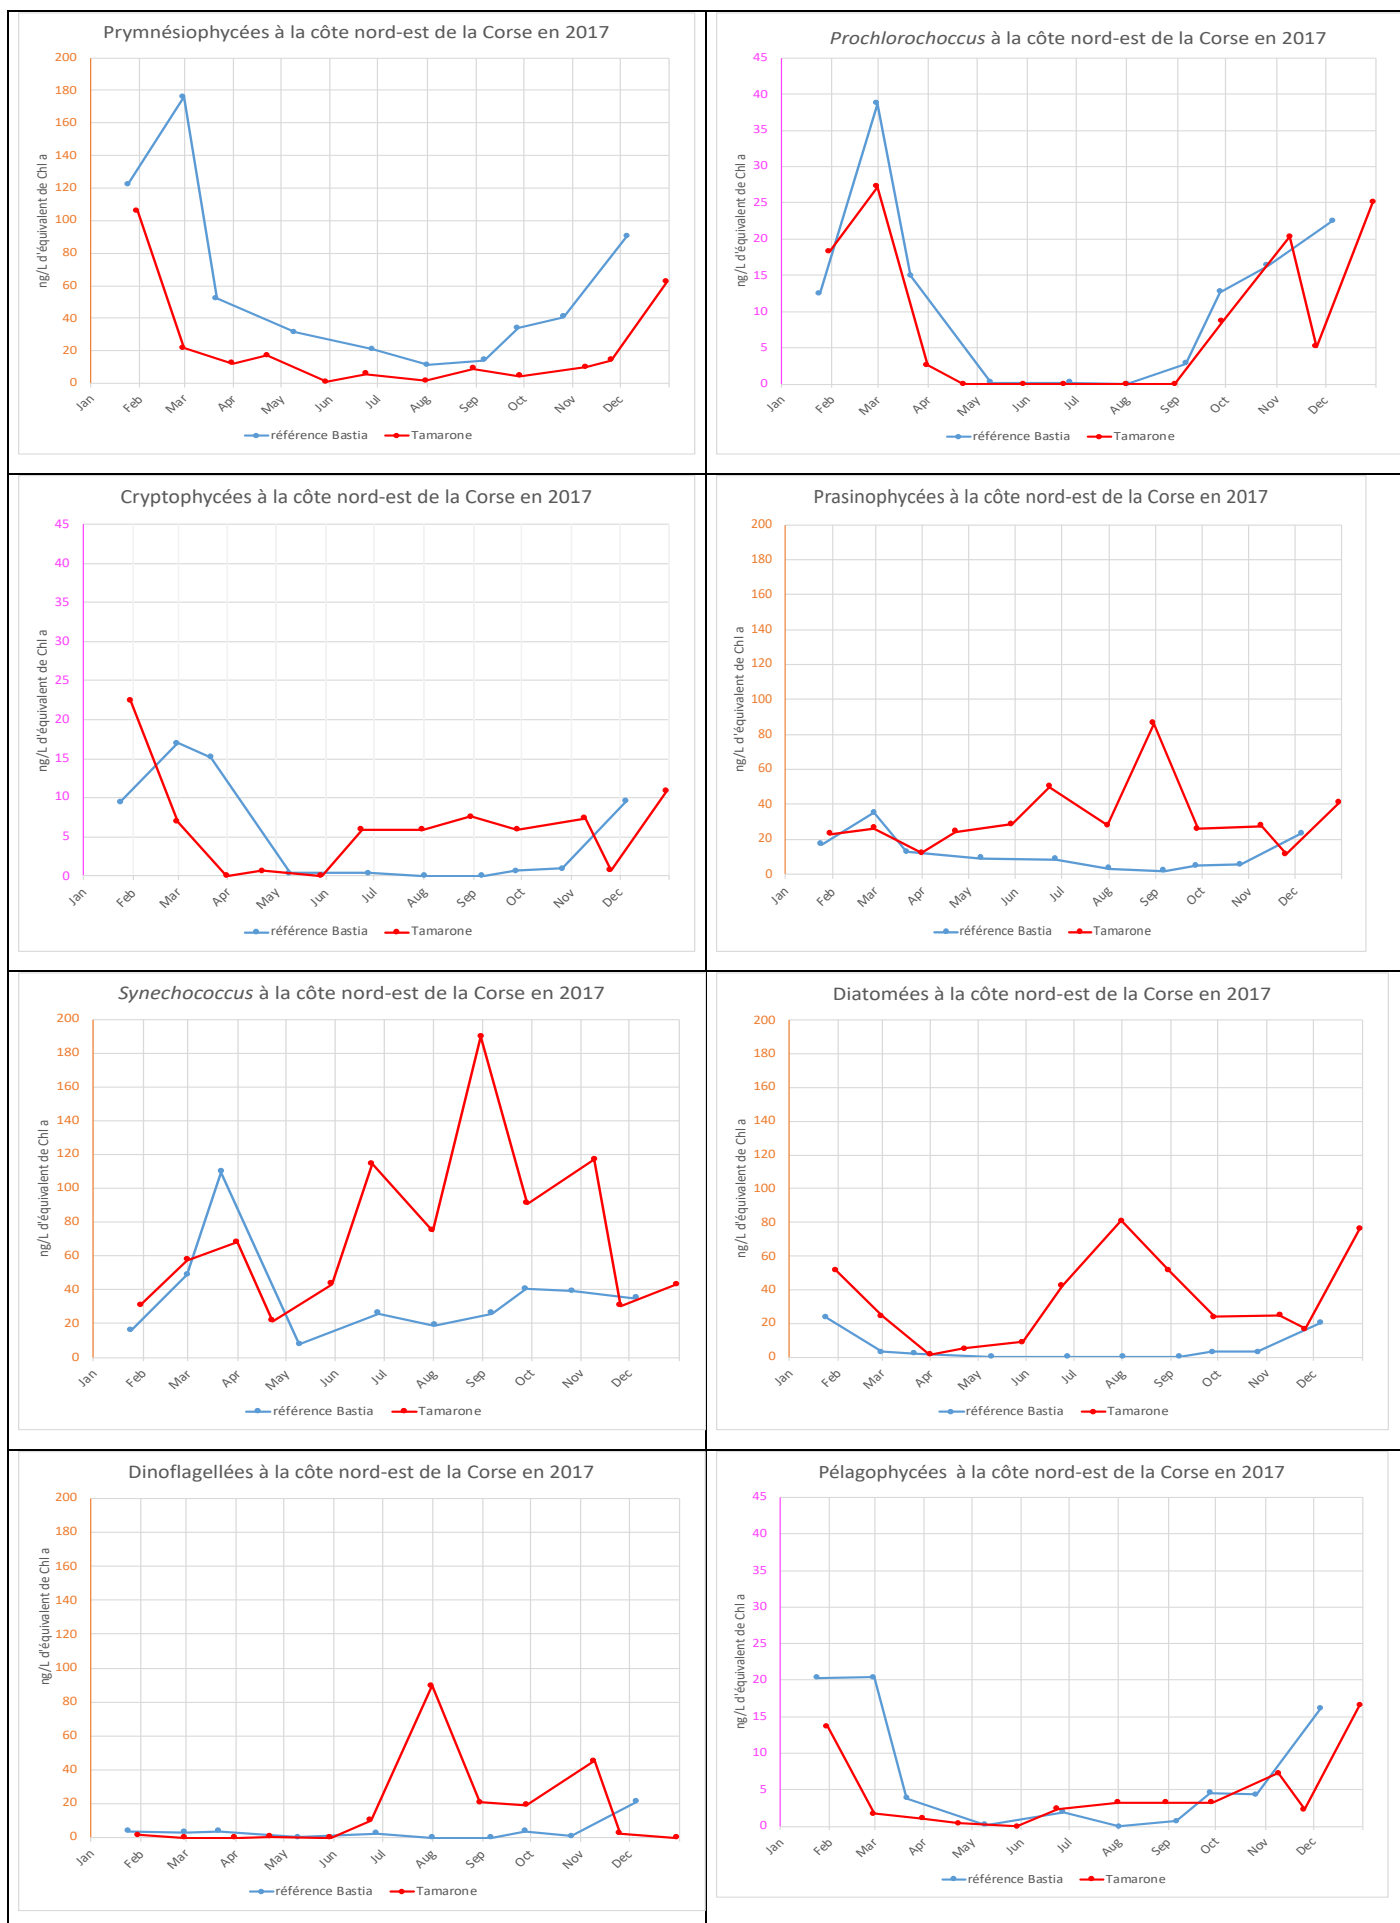 Prymnésiophycées à la côte nord-est de la Corse en 2017
200
180
160
140
120
100
80
60
40
20
0
ng/L d'équivalent de Chl a
Jan Feb Mar Apr May Jun Jul Aug Sep Oct Nov Dec
référence Bastia Tamarone
Prochlorochoccus à la côte nord-est de la Corse en 2017
45
40
35
30
25
20
15
10
5
0
ng/L d'équivalent de Chl a
Jan Feb Mar Apr May Jun Jul Aug Sep Oct Nov Dec
référence Bastia Tamarone
Cryptophycées à la côte nord-est de la Corse en 2017
45
40
35
30
25
20
15
10
5
0
ng/L d'équivalent de Chl a
Jan Feb Mar Apr May Jun Jul Aug Sep Oct Nov Dec
référence Bastia Tamarone
Prasinophycées à la côte nord-est de la Corse en 2017
200
180
160
140
120
100
80
60
40
20
0
ng/L d'équivalent de Chl a
Jan Feb Mar Apr May Jun Jul Aug Sep Oct Nov Dec
référence Bastia Tamarone
Synechococcus à la côte nord-est de la Corse en 2017
200
180
160
140
120
100
80
60
40
20
0
ng/L d'équivalent de Chl a
Jan Feb Mar Apr May Jun Jul Aug Sep Oct Nov Dec
référence Bastia Tamarone
Diatomées à la côte nord-est de la Corse en 2017
200
180
160
140
120
100
80
60
40
20
0
ng/L d'équivalent de Chl a
Jan Feb Mar Apr May Jun Jul Aug Sep Oct Nov Dec
référence Bastia Tamarone
Dinoflagellées à la côte nord-est de la Corse en 2017
200
180
160
140
120
100
80
60
40
20
0
ng/L d'équivalent de Chl a
Jan Feb Mar Apr May Jun Jul Aug Sep Oct Nov Dec
référence Bastia Tamarone
Pélagophycées à la côte nord-est de la Corse en 2017
45
40
35
30
25
20
15
10
5
0
ng/L d'équivalent de Chl a
Jan Feb Mar Apr May Jun Jul Aug Sep Oct Nov Dec
référence Bastia Tamarone